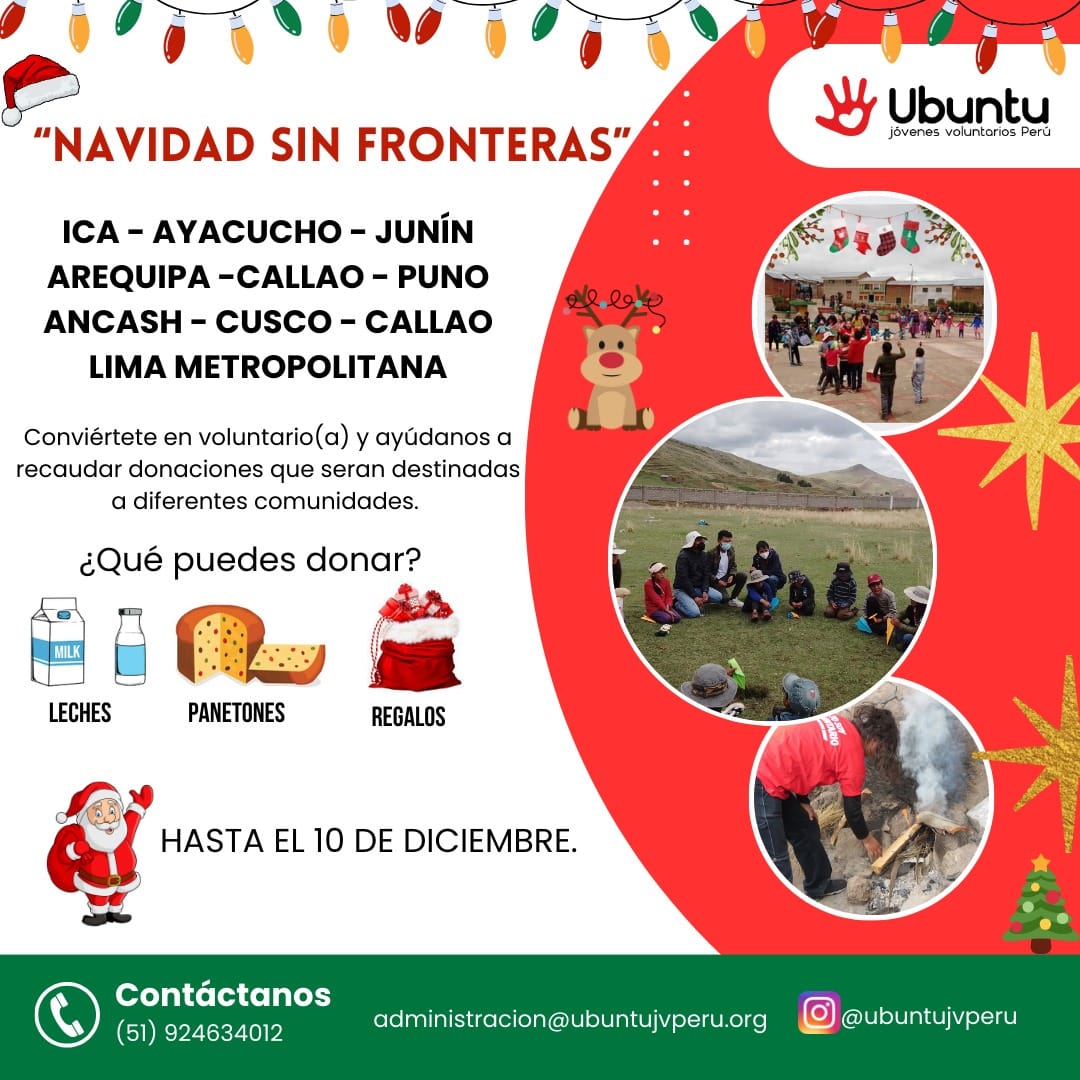 Ubuntu
jóvenes voluntarios Perú
“NAVIDAD SIN FRONTERAS”
ICA – AYACUCHO – JUNÍN
AREQUIPA –CALLAO – PUNO
ANCASH – CUSCO – CALLAO
LIMA METROPOLITANA
Conviértete en voluntario(a) y ayúdanos a
recaudar donaciones que seran destinadas
a diferentes comunidades.
¿Qué puedes donar?
MILK
LECHES
PANETONES
REGALOS
HASTA EL 10 DE DICIEMBRE.
Contáctanos
(51) 924634012
administracion@ubuntujvperu.org
@ubuntujvperu